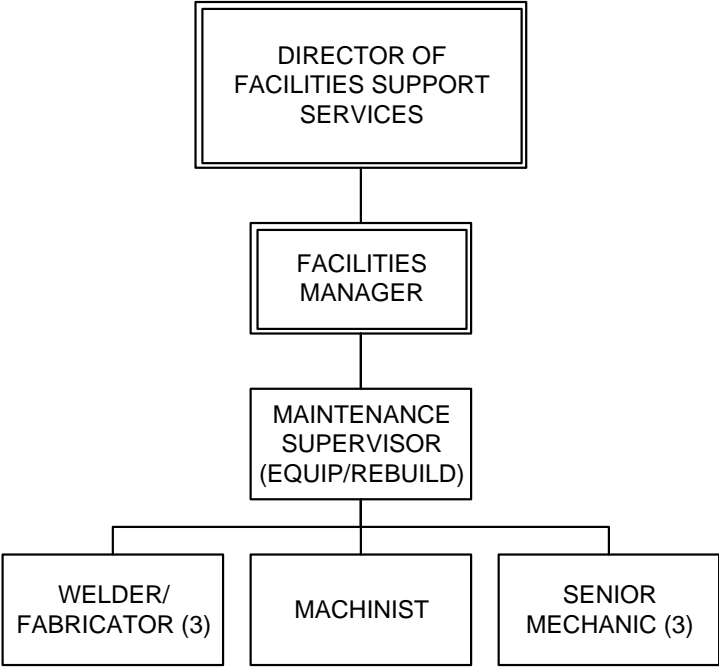 DIRECTOR OF
FACILITIES SUPPORT
SERVICES
FACILITIES
MANAGER
MAINTENANCE
SUPERVISOR
(EQUIP/REBUILD)
WELDER/
FABRICATOR (3)
MACHINIST
SENIOR
MECHANIC (3)